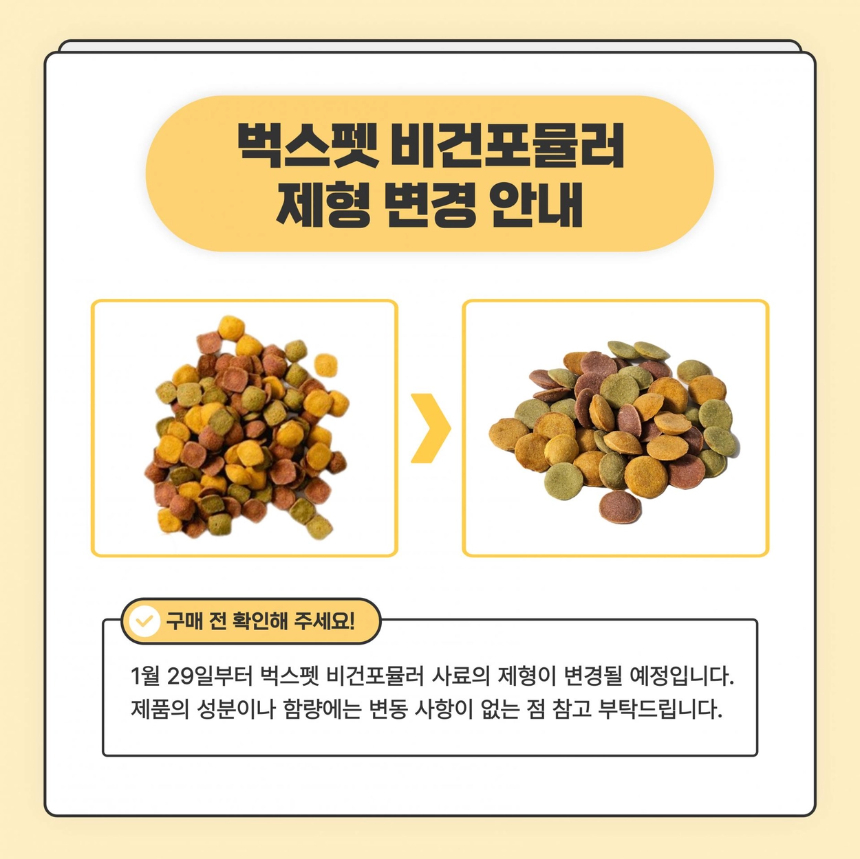 벅스펫 비건포뮬러
제형 변경 안내
구매 전 확인해 주세요!
1월 29일부터 벅스펫 비건포뮬러 사료의 제형이 변경될 예정입니다.
제품의 성분이나 함량에는 변동 사항이 없는 점 참고 부탁드립니다.